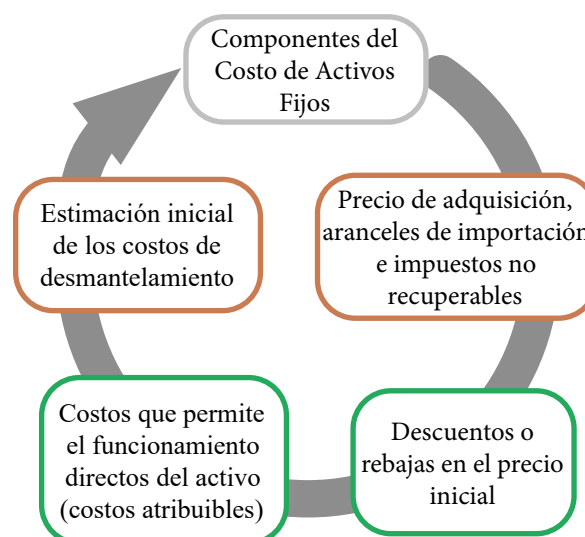 Componentes del
Costo de Activos
Fijos
Precio de adquisición,
aranceles de importación
e impuestos no
recuperables
Descuentos o
rebajas en el precio
inicial
Costos que permite
el funcionamiento
directos del activo
(costos atribuibles)
Estimación inicial
de los costos de
desmantelamiento